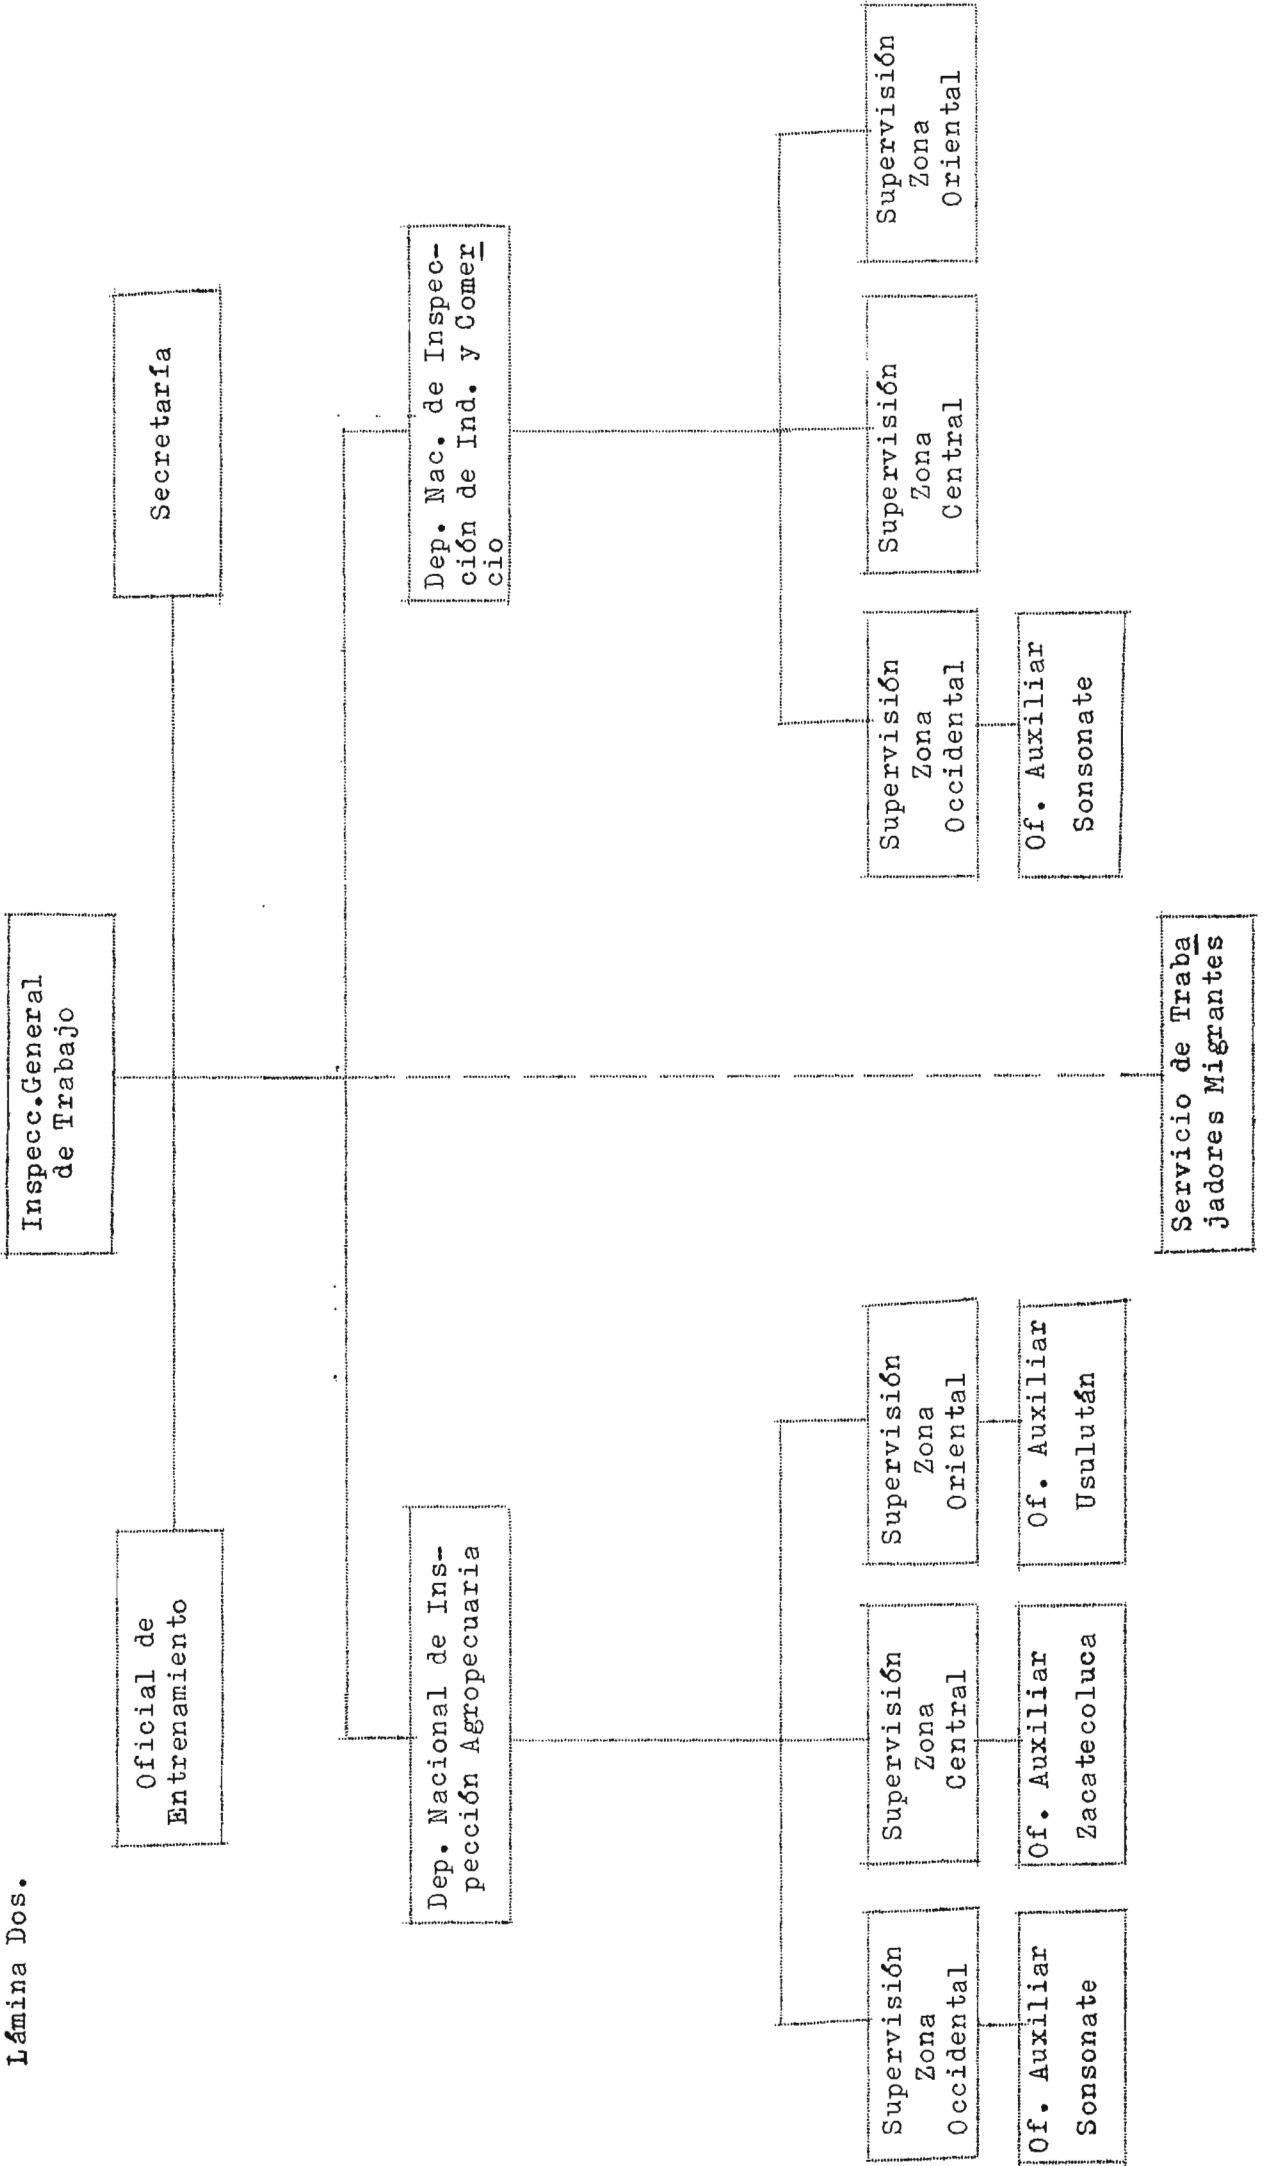 Lámina Dos.
Inspecc.General
de Trabajo
Oficial de
Entrenamiento
Secretaría
Dep. Nacional de Ins-
pección Agropecuaria
Dep. Nac. de Inspec-
ción de Ind. y Comer
cio
Supervisión
Zona
Occidental
Supervisión
Zona
Central
Supervisión
Zona
Oriental
Supervisión
Zona
Occidental
Supervisión
Zona
Central
Supervisión
Zona
Oriental
Of. Auxiliar
Sonsonate
Of. Auxiliar
Zacatecoluca
Of. Auxiliar
Usulután
Of. Auxiliar
Sonsonate
Servicio de Traba
jadores Migrantes